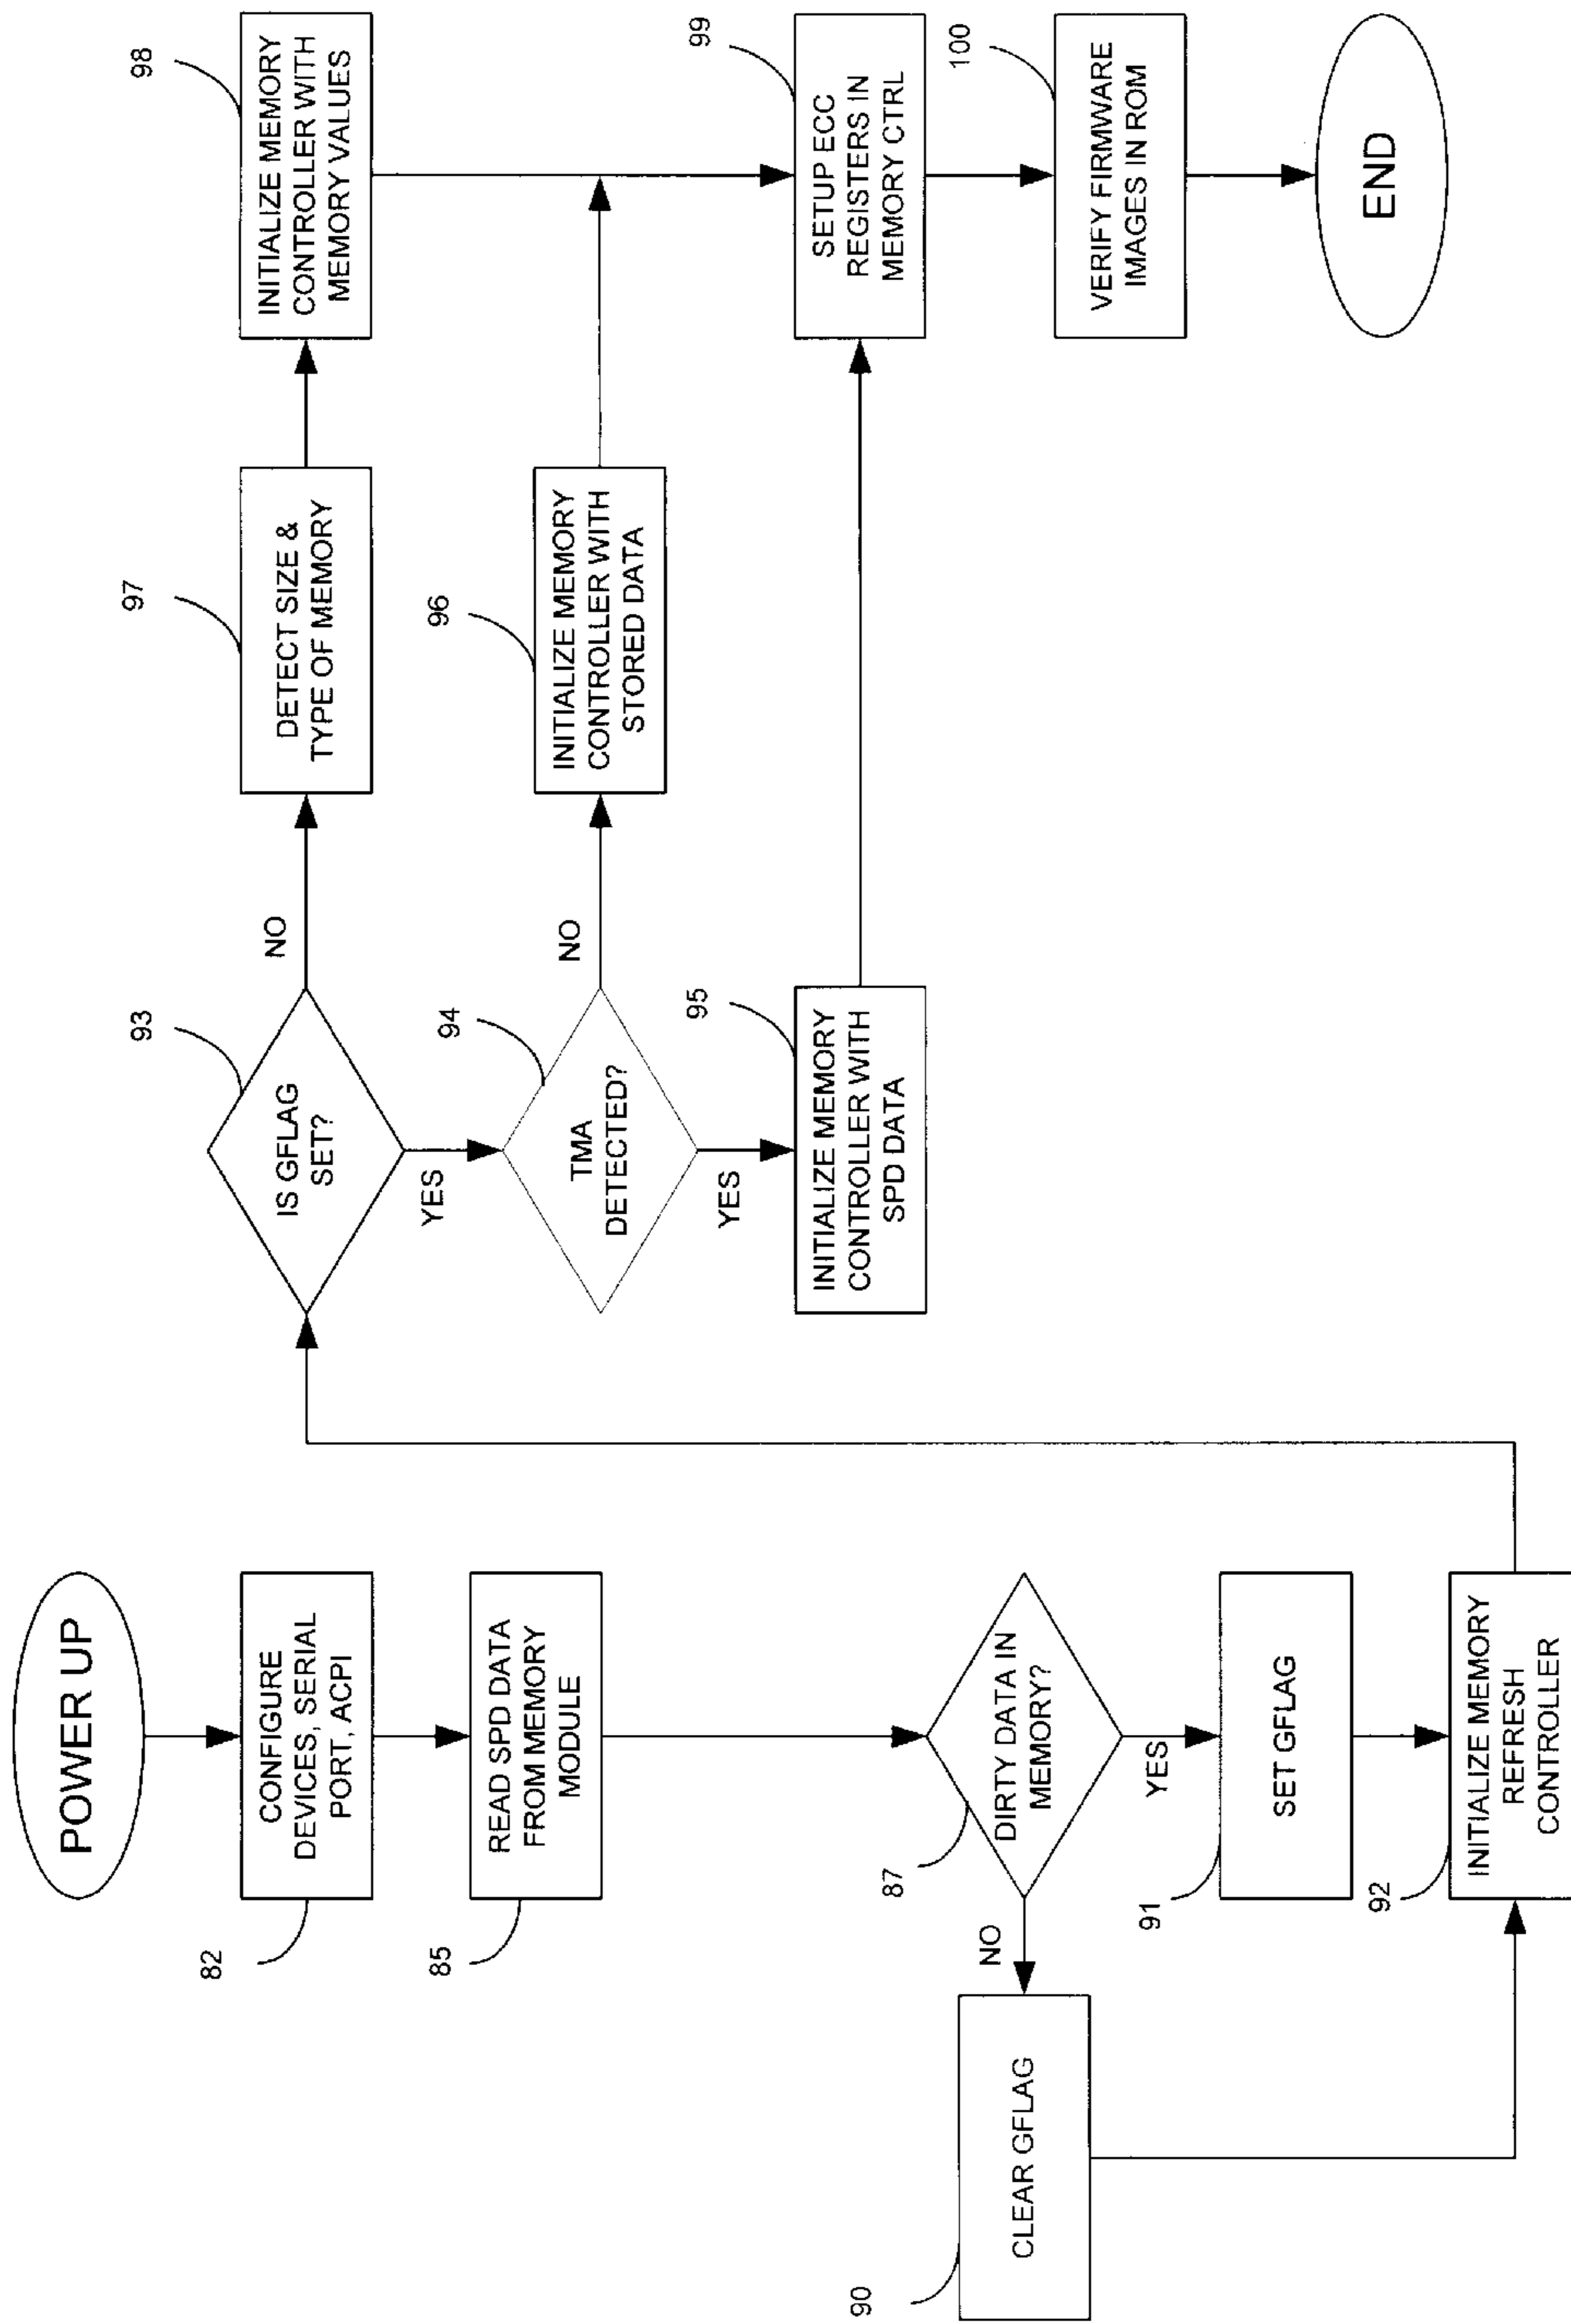 POWER UP
82
CONFIGURE
DEVICES, SERIAL
PORT, ACPI
85
READ SPD DATA
FROM MEMORY
MODULE
87
DIRTY DATA IN
MEMORY?
NO
YES
90
CLEAR GFLAG
91
SET GFLAG
92
INITIALIZE MEMORY
REFRESH
CONTROLLER
93
IS GFLAG
SET?
NO
YES
94
TMA
DETECTED?
NO
YES
95
INITIALIZE MEMORY
CONTROLLER WITH
SPD DATA
96
INITIALIZE MEMORY
CONTROLLER WITH
STORED DATA
97
DETECT SIZE &
TYPE OF MEMORY
98
INITIALIZE MEMORY
CONTROLLER WITH
MEMORY VALUES
99
SETUP ECC
REGISTERS IN
MEMORY CTRL
100
VERIFY FIRMWARE
IMAGES IN ROM
END